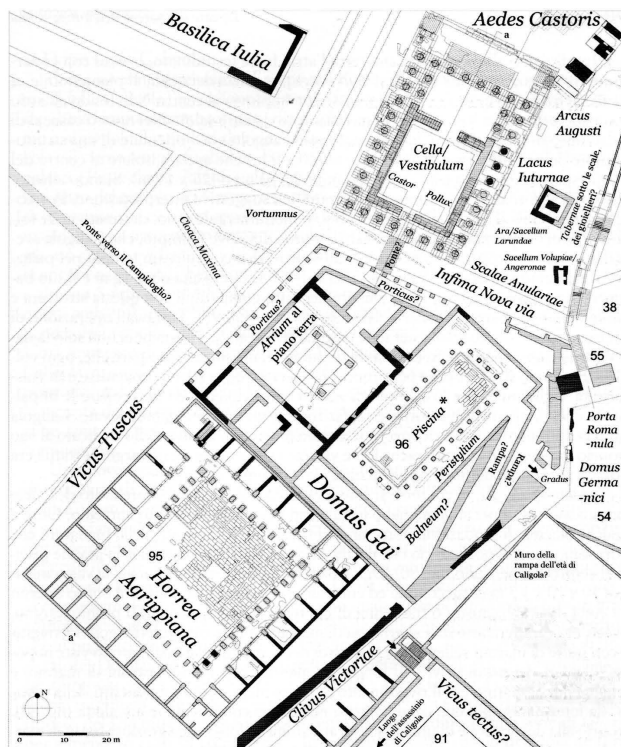 Basilica Iulia
Aedes Castoris
a
Arcus
Augusti
Cella/
Vestibulum
Castor
Pollux
Lacus
Iuturnae
Tabernae sotto le scale,
dei gioiellieri?
Ara/Sacellum
Larundae
Sacellum Volupiae/
Angeronae
Vortumnus
Cloaca Maxima
Ponte verso il Campidoglio?
Ponte?
Scalae Anulariae
Infima Nova via
38
Porticus?
Porticus?
Atrium al
piano terra
55
Piscina *
96
Peristylium
Rampa?
Rampa?
Porta
Roma
-nula
Gradus
Domus
Germa
-nici
54
Vicus Tuscus
Domus Gai
Balneum?
Muro della
rampa dell'età di
Caligola?
95
Horrea
Agrippiana
a'
Clivus Victoriae
Vicus tectus?
Luogo
dell'assassinio
di Caligola
91
N
0 10 20 m